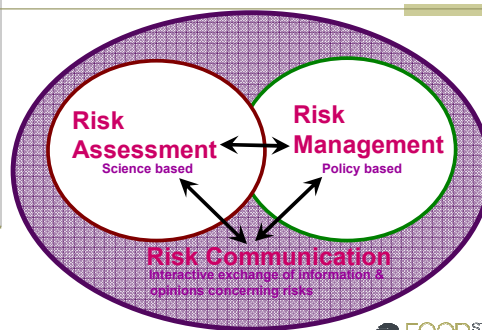 Risk
Assessment
Science based
Risk
Management
Policy based
Risk Communication
Interactive exchange of information &
opinions concerning risks